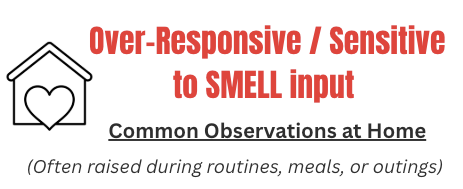 Over-Responsive / Sensitive
to SMELL input
Common Observations at Home
(Often raised during routines, meals, or outings)